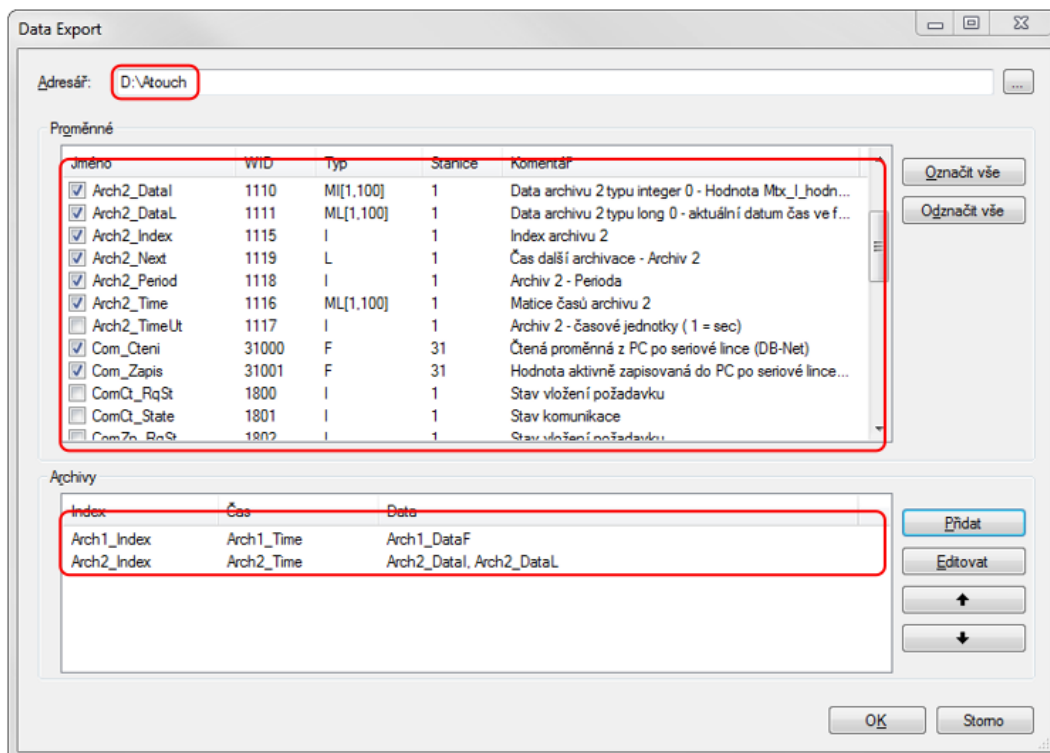 Data Export
Adresář: D:\Atouch ...
Proměnné
Jméno WID Typ Stanice Komentář
Arch2_DataI 1110 MI[1,100] 1 Data archivu 2 typu integer 0 - Hodnota Mtx_I_hodn...
Arch2_DataL 1111 ML[1,100] 1 Data archivu 2 typu long 0 - aktuální datum čas ve f...
Arch2_Index 1115 I 1 Index archivu 2
Arch2_Next 1119 L 1 Čas další archivace - Archiv 2
Arch2_Period 1118 I 1 Archiv 2 - Perioda
Arch2_Time 1116 ML[1,100] 1 Matice časů archivu 2
Arch2_TimeUt 1117 I 1 Archiv 2 - časové jednotky ( 1 = sec)
Com_Cteni 31000 F 31 Čtená proměnná z PC po seriové lince (DB-Net)
Com_Zapis 31001 F 31 Hodnota aktivně zapisovaná do PC po seriové lince...
ComCt_RqSt 1800 I 1 Stav vložení požadavku
ComCt_State 1801 I 1 Stav komunikace
ComZp_RqSt 1802 I 1 Stav vložení požadavku
Označit vše
Odznačit vše
Archivy
Index Čas Data
Arch1_Index Arch1_Time Arch1_DataF
Arch2_Index Arch2_Time Arch2_DataI, Arch2_DataL
Přidat
Editovat
OK Storno